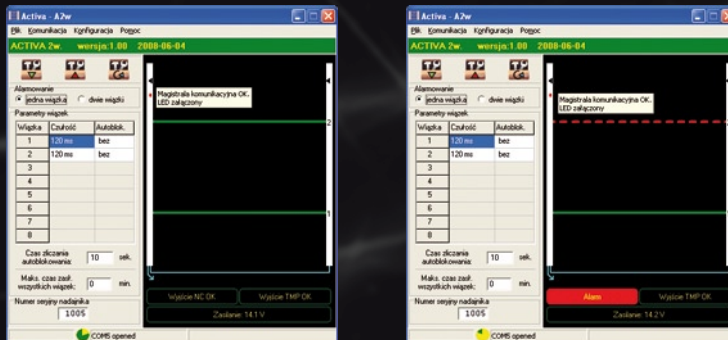 Activa - A2w
Plik Komunikacja Konfiguracja Pomoc
ACTIVA 2w. wersja:1.00 2008-06-04
Alarmowanie
jedna wiązka dwie wiązki
Parametry wiązek
Wiązka Czułość Autoblok.
1 120 ms bez
2 120 ms bez
3
4
5
6
7
8
Czas zliczania autoblokowania: 10 sek.
Maks. czas zasł. wszystkich wiązek: 0 min.
Numer seryjny nadajnika
1005
Magistrala komunikacyjna OK.
LED załączony
2
1
Wyjście NC OK. Wyjście TMP OK.
Zasilanie: 14.1 V
COM5 opened
Activa - A2w
Plik Komunikacja Konfiguracja Pomoc
ACTIVA 2w. wersja:1.00 2008-06-04
Alarmowanie
jedna wiązka dwie wiązki
Parametry wiązek
Wiązka Czułość Autoblok.
1 120 ms bez
2 120 ms bez
3
4
5
6
7
8
Czas zliczania autoblokowania: 10 sek.
Maks. czas zasł. wszystkich wiązek: 0 min.
Numer seryjny nadajnika
1005
Magistrala komunikacyjna OK.
LED załączony
Alarm Wyjście TMP OK.
Zasilanie: 14.2 V
COM5 opened